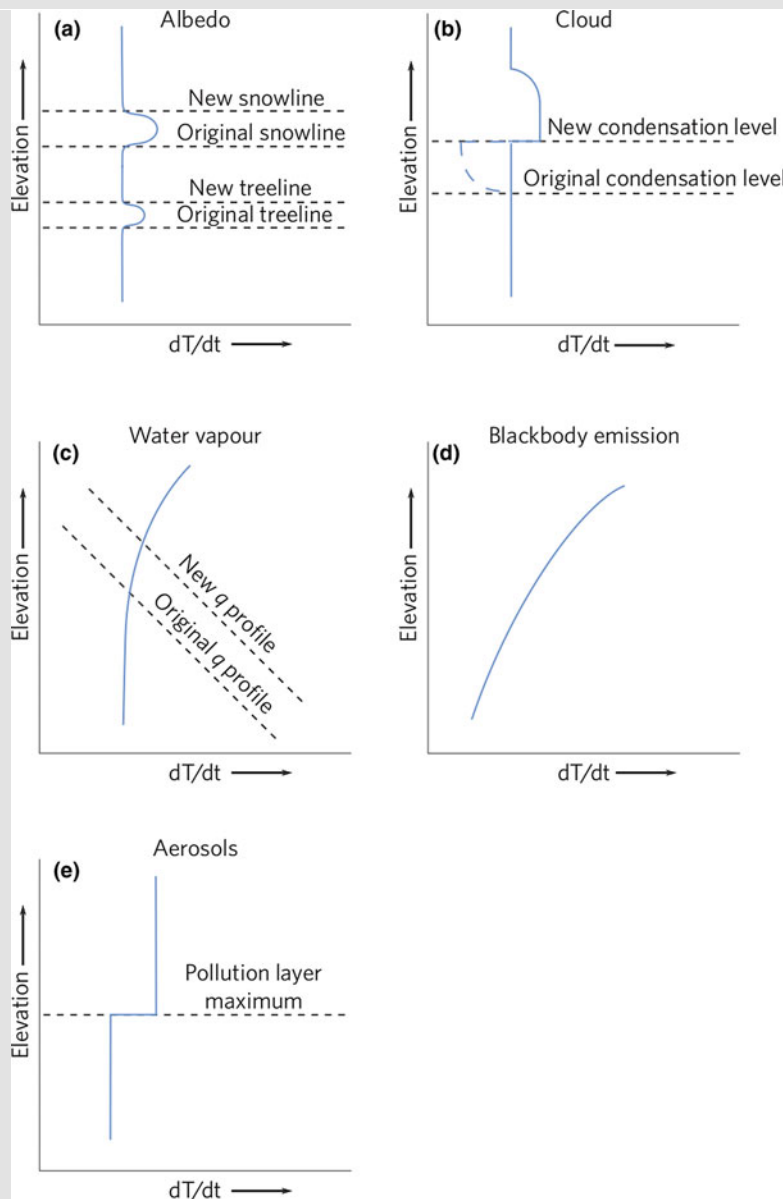 (a)
Albedo
New snowline
Original snowline
New treeline
Original treeline
Elevation
dT/dt
(b)
Cloud
New condensation level
Original condensation level
Elevation
dT/dt
(c)
Water vapour
New q profile
Original q profile
Elevation
dT/dt
(d)
Blackbody emission
Elevation
dT/dt
(e)
Aerosols
Pollution layer
maximum
Elevation
dT/dt